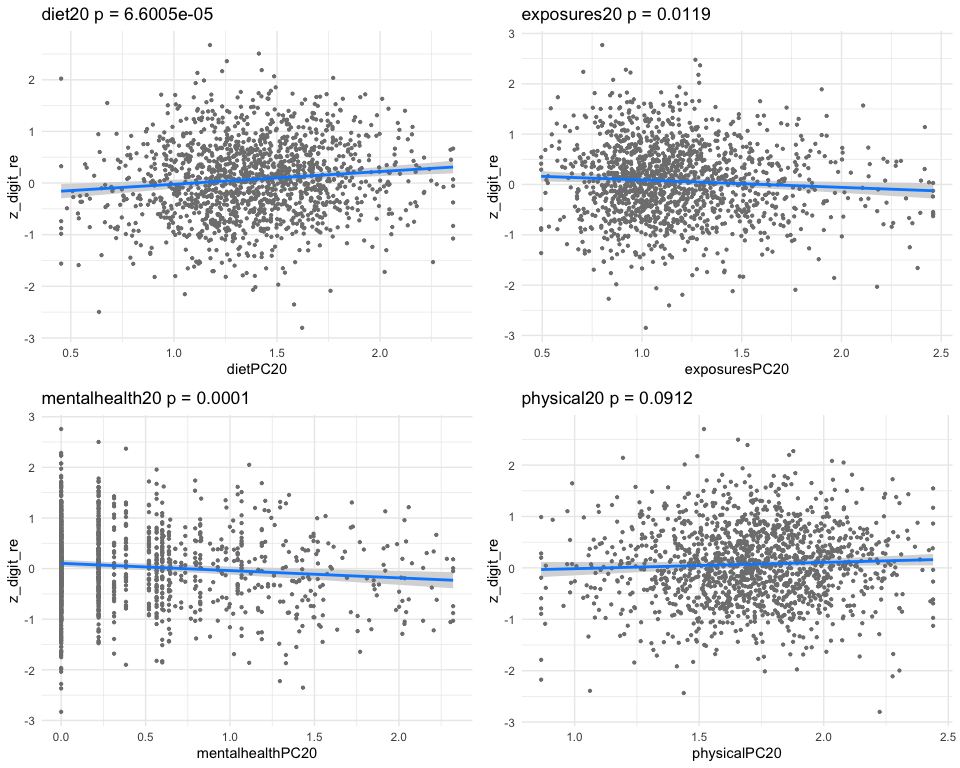 diet20 p = 6.6005e-05
z_digit_re
2
1
0
-1
-2
-3
0.5 1.0 1.5 2.0
dietPC20
exposures20 p = 0.0119
z_digit_re
3
2
1
0
-1
-2
-3
0.5 1.0 1.5 2.0 2.5
exposuresPC20
mentalhealth20 p = 0.0001
z_digit_re
3
2
1
0
-1
-2
-3
0.0 0.5 1.0 1.5 2.0
mentalhealthPC20
physical20 p = 0.0912
z_digit_re
2
1
0
-1
-2
-3
1.0 1.5 2.0 2.5
physicalPC20